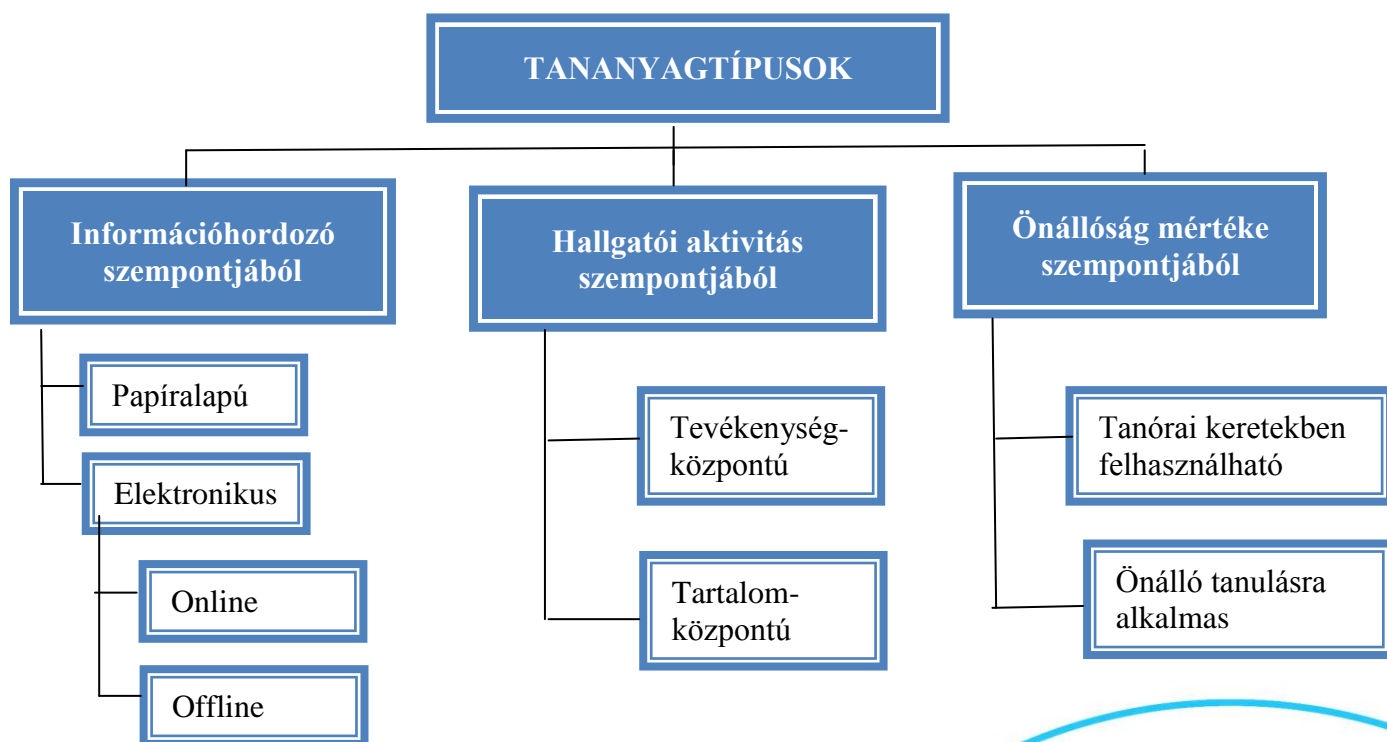 TANANYAGTÍPUSOK
Információhordozó
szempontjából
Papíralapú
Elektronikus
Online
Offline
Hallgatói aktivitás
szempontjából
Tevékenység-
központú
Tartalom-
központú
Önállóság mértéke
szempontjából
Tanórai keretekben
felhasználható
Önálló tanulásra
alkalmas